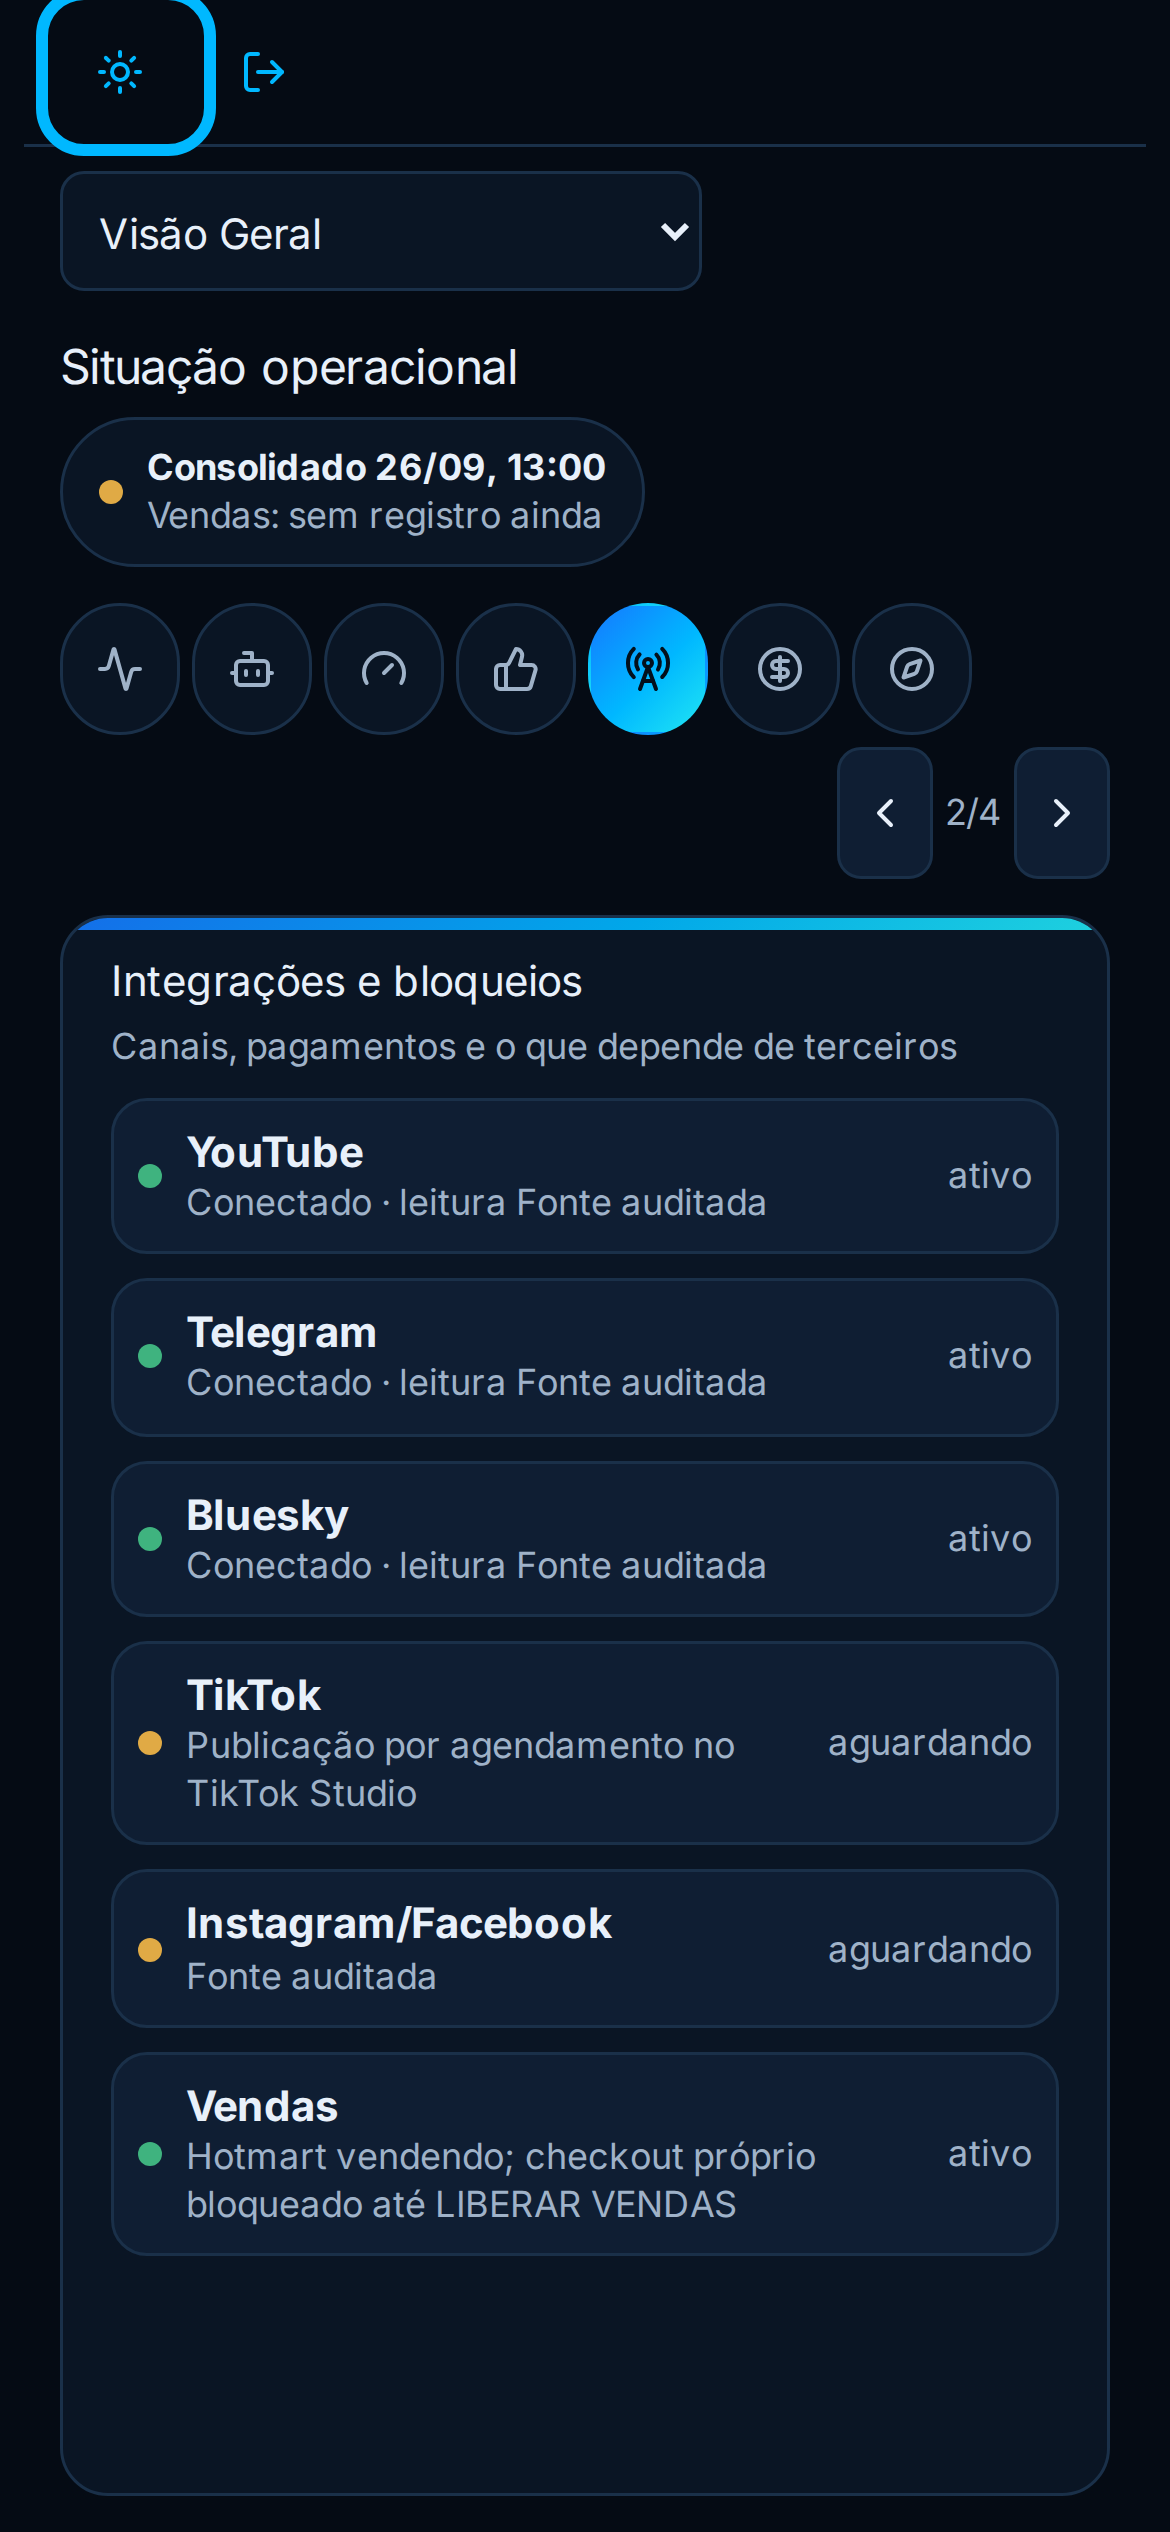 Visão Geral
Situação operacional
Consolidado 26/09, 13:00
Vendas: sem registro ainda
2/4
Integrações e bloqueios
Canais, pagamentos e o que depende de terceiros
YouTube
Conectado · leitura Fonte auditada
ativo
Telegram
Conectado · leitura Fonte auditada
ativo
Bluesky
Conectado · leitura Fonte auditada
ativo
TikTok
Publicação por agendamento no
TikTok Studio
aguardando
Instagram/Facebook
Fonte auditada
aguardando
Vendas
Hotmart vendendo; checkout próprio
bloqueado até LIBERAR VENDAS
ativo